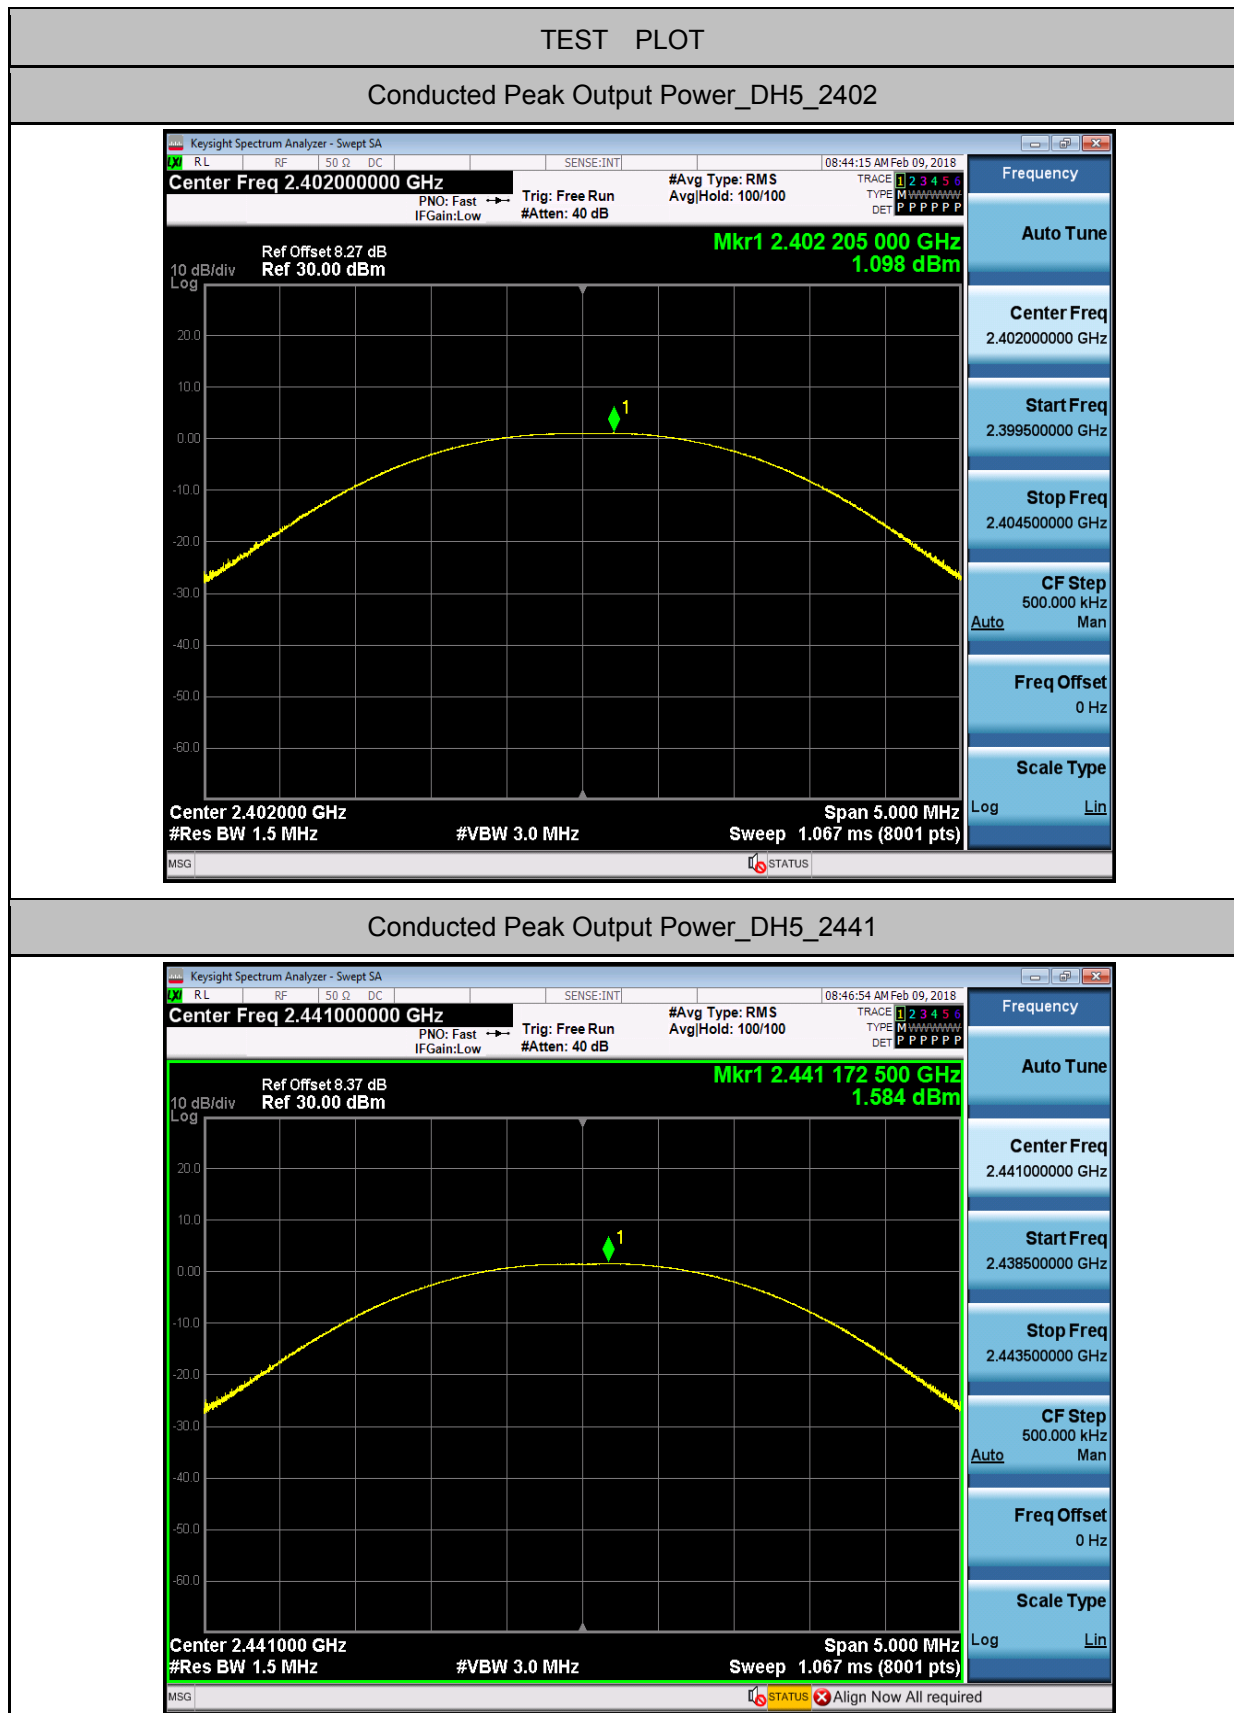 TEST PLOT
Conducted Peak Output Power_DH5_2402
Keysight Spectrum Analyzer - Swept SA
LXI RL RF 50 Ω DC SENSE:INT 08:44:15 AM Feb 09, 2018
Center Freq 2.402000000 GHz #Avg Type: RMS TRACE 1 2 3 4 5 6
PNO: Fast Trig: Free Run Avg|Hold: 100/100 TYPE M WWWWW
IFGain:Low #Atten: 40 dB DET P P P P P P
Mkr1 2.402 205 000 GHz
Ref Offset 8.27 dB
10 dB/div Ref 30.00 dBm 1.098 dBm
Log
20.0
10.0
1
0.00
-10.0
-20.0
-30.0
-40.0
-50.0
-60.0
Center 2.402000 GHz Span 5.000 MHz
#Res BW 1.5 MHz #VBW 3.0 MHz Sweep 1.067 ms (8001 pts)
MSG STATUS
Frequency
Auto Tune
Center Freq
2.402000000 GHz
Start Freq
2.399500000 GHz
Stop Freq
2.404500000 GHz
CF Step
500.000 kHz
Auto Man
Freq Offset
0 Hz
Scale Type
Log Lin
Conducted Peak Output Power_DH5_2441
Keysight Spectrum Analyzer - Swept SA
LXI RL RF 50 Ω DC SENSE:INT 08:46:54 AM Feb 09, 2018
Center Freq 2.441000000 GHz #Avg Type: RMS TRACE 1 2 3 4 5 6
PNO: Fast Trig: Free Run Avg|Hold: 100/100 TYPE M WWWWW
IFGain:Low #Atten: 40 dB DET P P P P P P
Mkr1 2.441 172 500 GHz
Ref Offset 8.37 dB
10 dB/div Ref 30.00 dBm 1.584 dBm
Log
20.0
10.0
1
0.00
-10.0
-20.0
-30.0
-40.0
-50.0
-60.0
Center 2.441000 GHz Span 5.000 MHz
#Res BW 1.5 MHz #VBW 3.0 MHz Sweep 1.067 ms (8001 pts)
MSG STATUS Align Now All required
Frequency
Auto Tune
Center Freq
2.441000000 GHz
Start Freq
2.438500000 GHz
Stop Freq
2.443500000 GHz
CF Step
500.000 kHz
Auto Man
Freq Offset
0 Hz
Scale Type
Log Lin